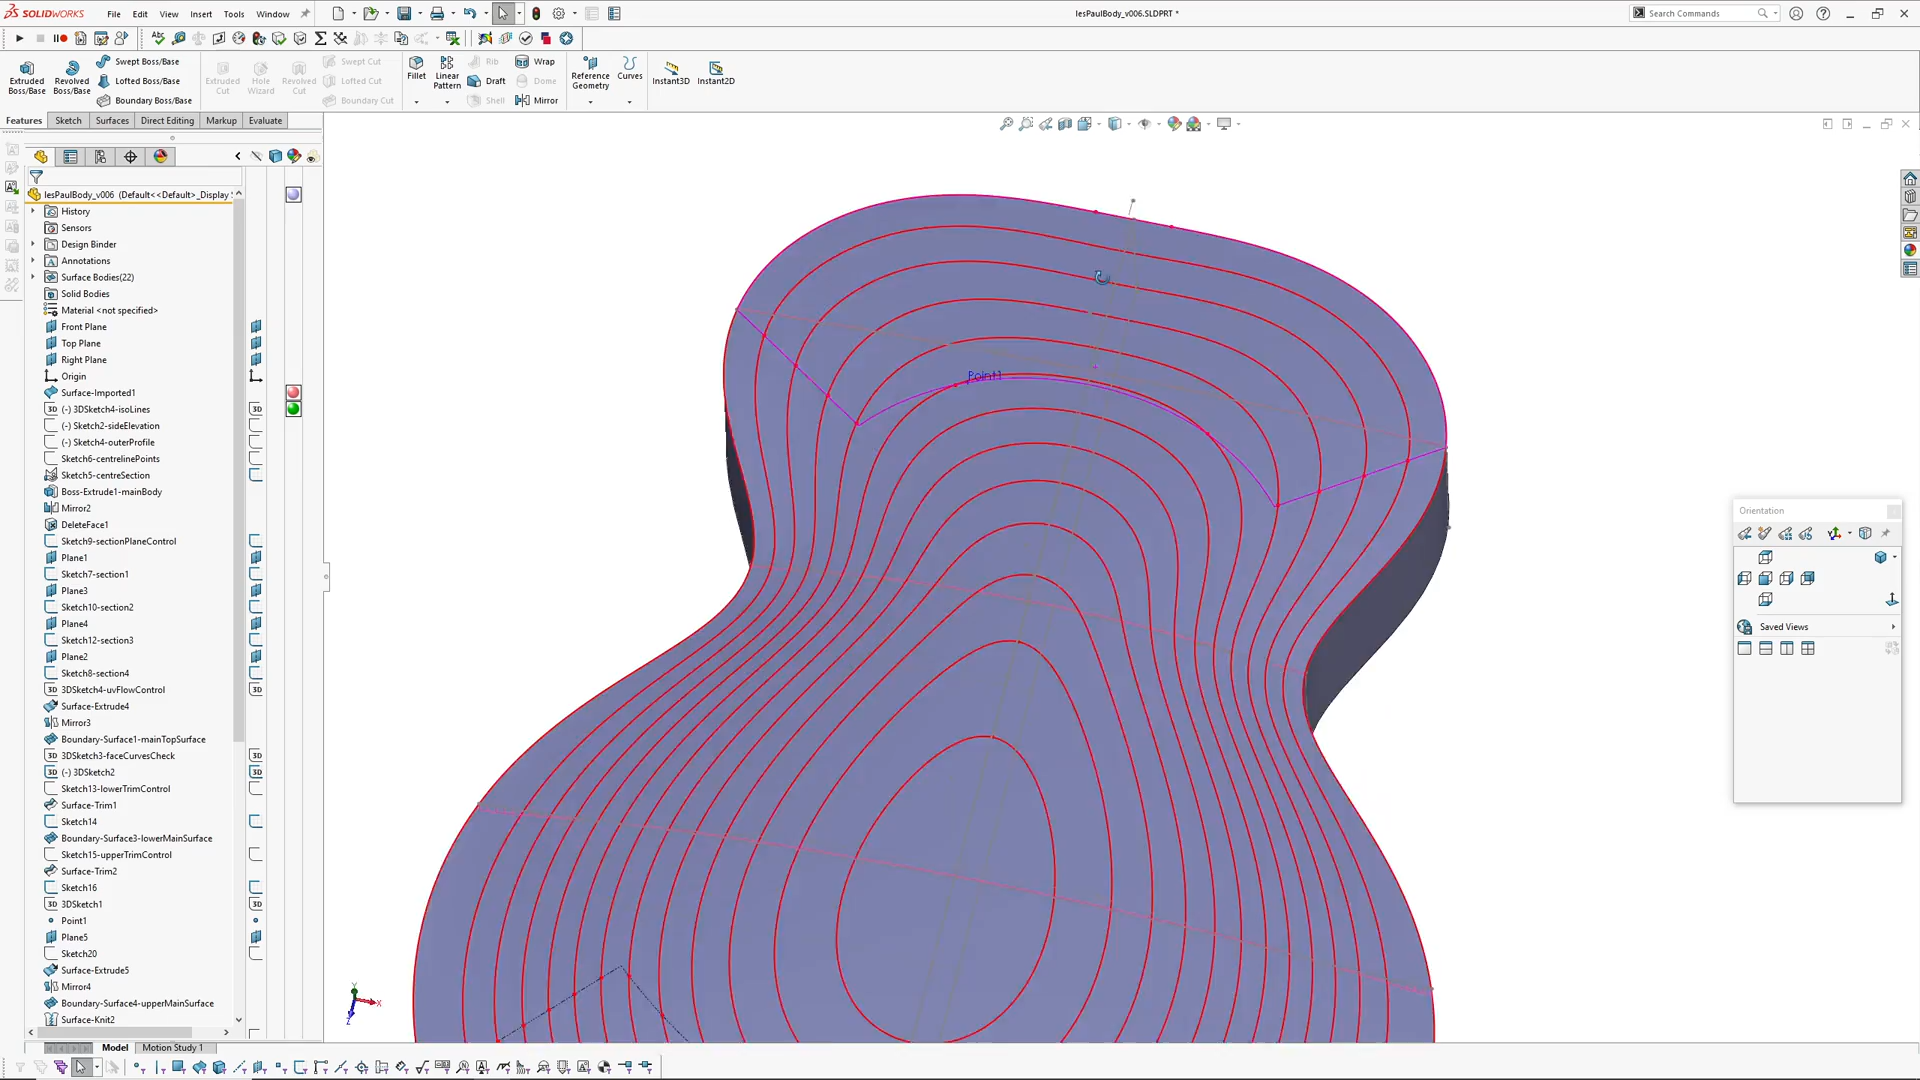 SOLIDWORKS File Edit View Insert Tools Window lesPaulBody_v006.SLDPRT * Search Commands
Extruded Boss/Base
Revolved Boss/Base
Swept Boss/Base
Lofted Boss/Base
Boundary Boss/Base
Extruded Cut
Hole Wizard
Revolved Cut
Swept Cut
Lofted Cut
Boundary Cut
Fillet
Linear Pattern
Rib
Draft
Shell
Wrap
Dome
Mirror
Reference Geometry
Curves
Instant3D
Instant2D
Features Sketch Surfaces Direct Editing Markup Evaluate
lesPaulBody_v006 (Default<<Default>_Display
History
Sensors
Design Binder
Annotations
Surface Bodies(22)
Solid Bodies
Material <not specified>
Front Plane
Top Plane
Right Plane
Origin
Surface-Imported1
(-) 3DSketch4-isoLines
(-) Sketch2-sideElevation
(-) Sketch4-outerProfile
Sketch6-centrelinePoints
Sketch5-centreSection
Boss-Extrude1-mainBody
Mirror2
DeleteFace1
Sketch9-sectionPlaneControl
Plane1
Sketch7-section1
Plane3
Sketch10-section2
Plane4
Sketch12-section3
Plane2
Sketch8-section4
3DSketch4-uvFlowControl
Surface-Extrude4
Mirror3
Boundary-Surface1-mainTopSurface
3DSketch3-faceCurvesCheck
(-) 3DSketch2
Sketch13-lowerTrimControl
Surface-Trim1
Sketch14
Boundary-Surface3-lowerMainSurface
Sketch15-upperTrimControl
Surface-Trim2
Sketch16
3DSketch1
Point1
Plane5
Sketch20
Surface-Extrude5
Mirror4
Boundary-Surface4-upperMainSurface
Surface-Knit2
Point1
Y
X
Z
Orientation
Saved Views
Model Motion Study 1